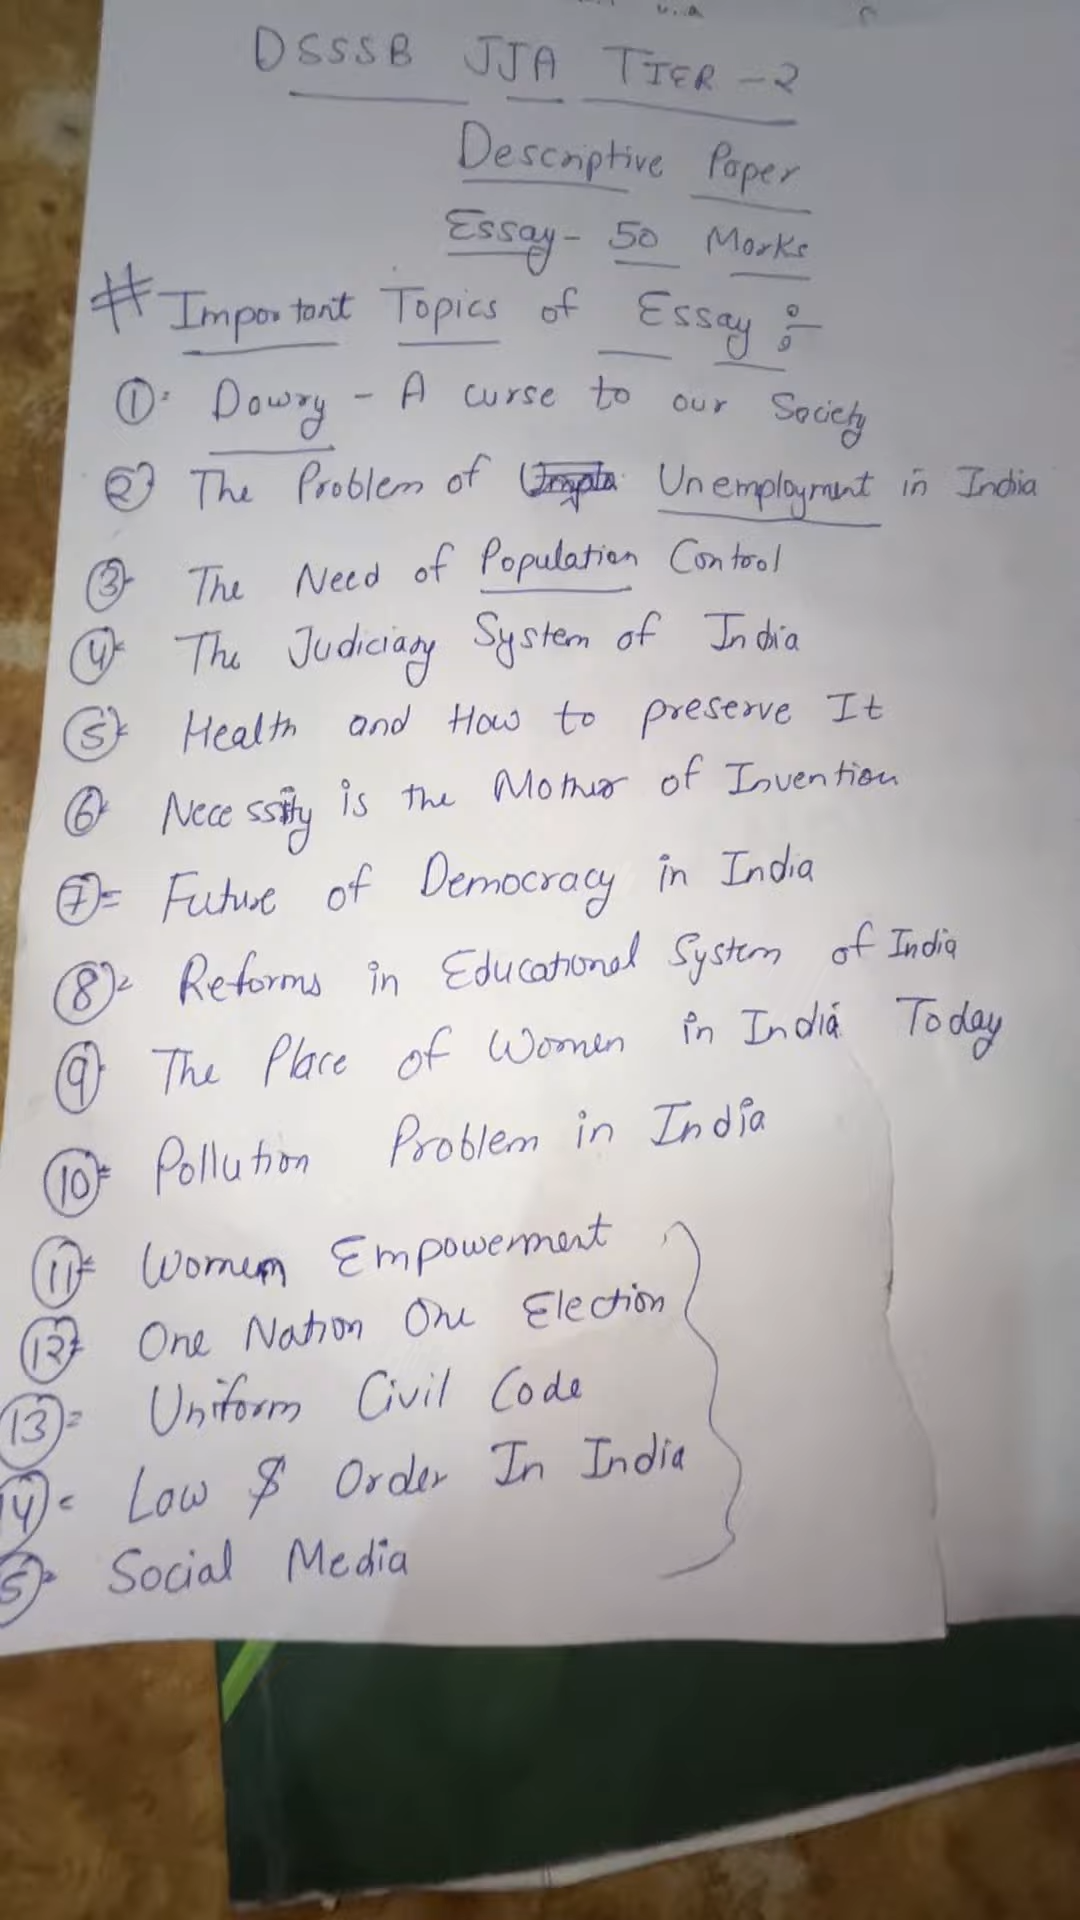 DSSSB JJA TIER-2
Descriptive Paper
Essay - 50 Marks
# Important Topics of Essay :-
1= Dowry - A curse to our Society
2= The Problem of Unemployment in India
3= The Need of Population Control
4= The Judiciary System of India
5= Health and How to preserve It
6= Necessity is the Mother of Invention
7= Future of Democracy in India
8= Reforms in Educational System of India
9= The Place of Women in India Today
10= Pollution Problem in India
11= Women Empowerment
12= One Nation One Election
13= Uniform Civil Code
14= Law $ Order In India
5= Social Media